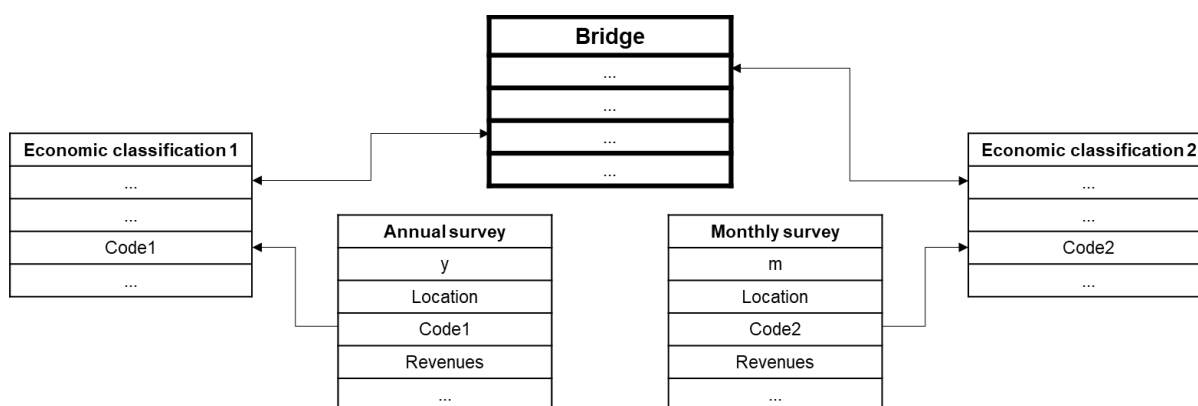 Bridge
...
...
...
...
Economic classification 1
...
...
Code1
...
Annual survey
y
Location
Code1
Revenues
...
Monthly survey
m
Location
Code2
Revenues
...
Economic classification 2
...
...
Code2
...